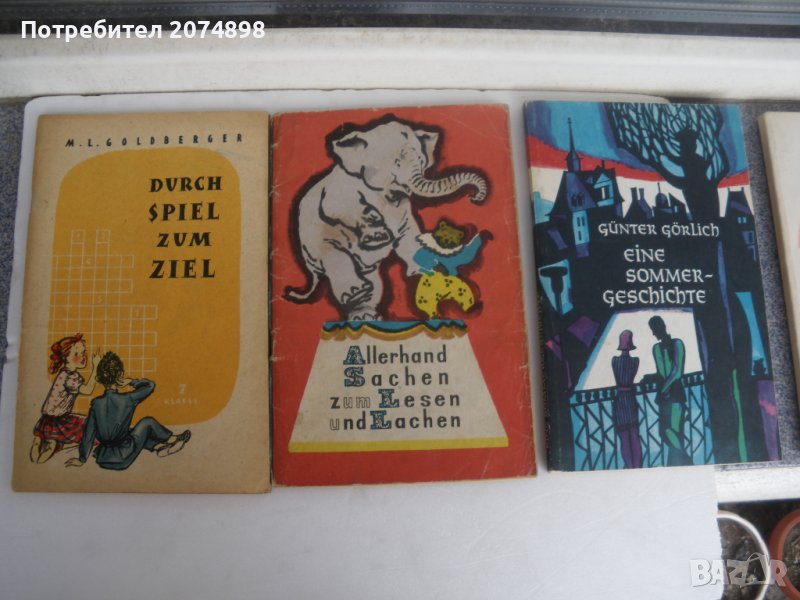 Потребител 2074898
M. L. GOLDBERGER
DURCH
SPIEL
ZUM
ZIEL
7
KLASSE
Allerhand
Sachen
zum Lesen
und Lachen
GÜNTER GÖRLICH
EINE
SOMMER-
GESCHICHTE
BAZAR